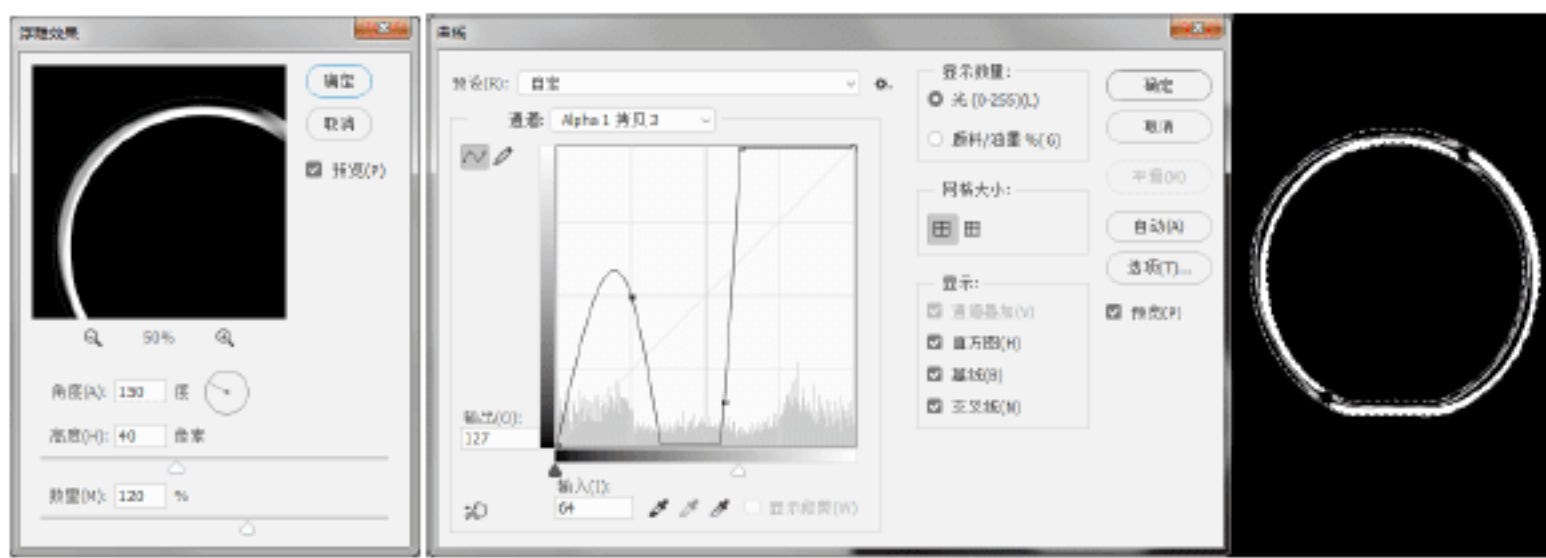 浮雕效果
确定
取消
预览(P)
50%
角度(A): 130 度
高度(H): 40 像素
数量(M): 120 %
曲线
预设(R): 自定
通道: Alpha 1 拷贝 3
输出(O):
127
输入(I):
64
显示修剪(W)
显示数量:
光 (0-255)(L)
颜料/油墨 %(G)
网格大小:
显示:
通道叠加(V)
直方图(H)
基线(B)
交叉线(N)
确定
取消
平滑(M)
自动(A)
选项(T)...
预览(P)